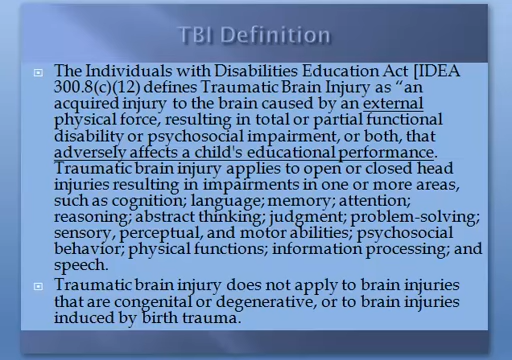 TBI Definition
The Individuals with Disabilities Education Act [IDEA
300.8(c)(12) defines Traumatic Brain Injury as “an
acquired injury to the brain caused by an external
physical force, resulting in total or partial functional
disability or psychosocial impairment, or both, that
adversely affects a child's educational performance.
Traumatic brain injury applies to open or closed head
injuries resulting in impairments in one or more areas,
such as cognition; language; memory; attention;
reasoning; abstract thinking; judgment; problem-solving;
sensory, perceptual, and motor abilities; psychosocial
behavior; physical functions; information processing; and
speech.
Traumatic brain injury does not apply to brain injuries
that are congenital or degenerative, or to brain injuries
induced by birth trauma.